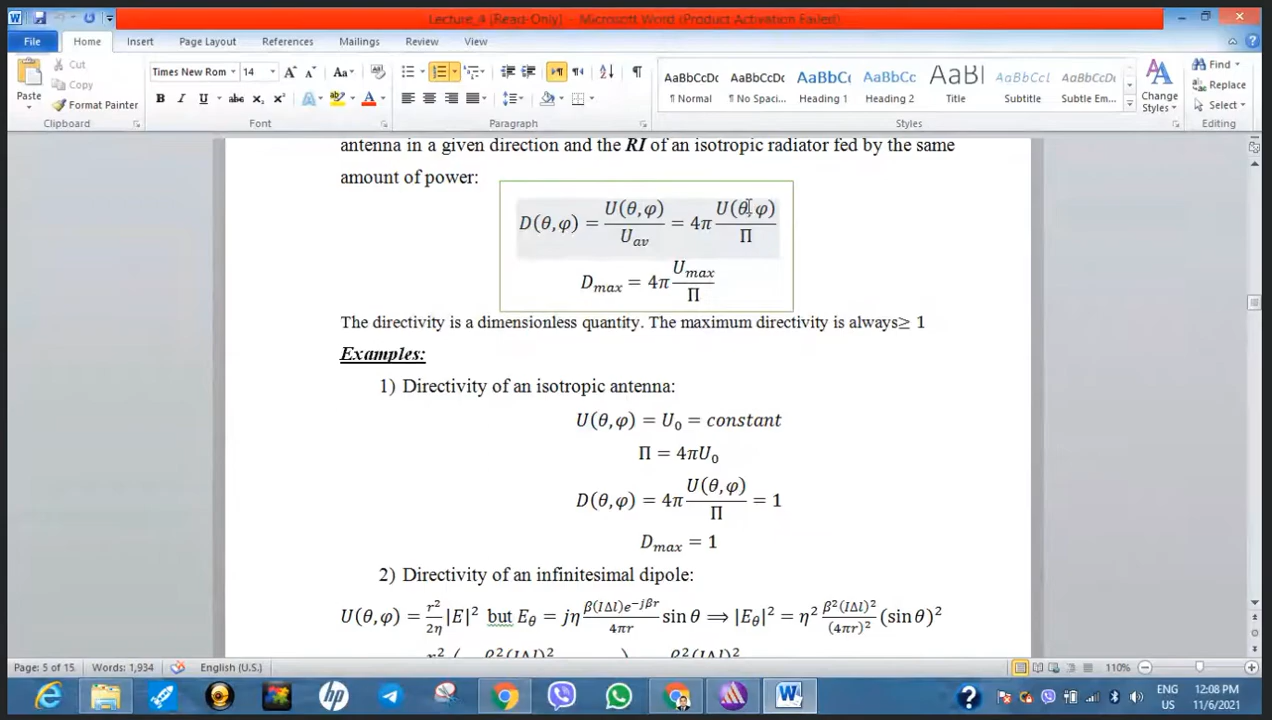 Lecture_4 [Read-Only] - Microsoft Word (Product Activation Failed)
File Home Insert Page Layout References Mailings Review View
Paste Cut Copy Format Painter
Times New Rom 14
AaBbCcDc AaBbCcDc AaBbC( AaBbCc AaBl AaBbCc. AaBbCcDc
¶ Normal ¶ No Spaci... Heading 1 Heading 2 Title Subtitle Subtle Em...
Change Styles
Find Replace Select
Clipboard Font Paragraph Styles Editing
antenna in a given direction and the RI of an isotropic radiator fed by the same
amount of power:
D(θ,φ) = U(θ,φ)/U_av = 4π U(θ,φ)/Π
D_max = 4π U_max/Π
The directivity is a dimensionless quantity. The maximum directivity is always≥ 1
Examples:
1) Directivity of an isotropic antenna:
U(θ,φ) = U₀ = constant
Π = 4πU₀
D(θ,φ) = 4π U(θ,φ)/Π = 1
D_max = 1
2) Directivity of an infinitesimal dipole:
U(θ,φ) = r²/2η |E|² but E_θ = jη β(IΔl)e^(-jβr)/4πr sin θ ⟹ |E_θ|² = η² β²(IΔl)²/(4πr)² (sin θ)²
Page: 5 of 15 Words: 1,934 English (U.S.) 110%
ENG US 12:08 PM 11/6/2021